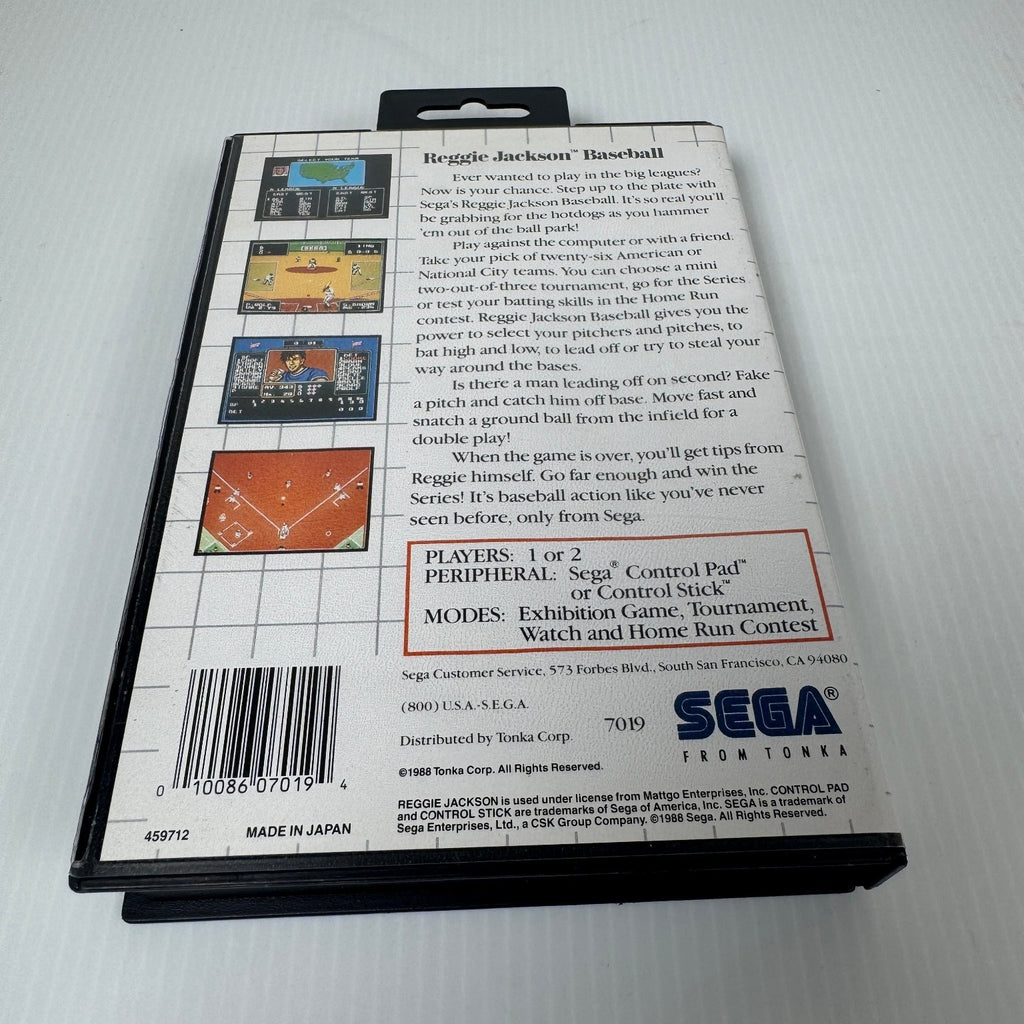 Reggie Jackson™ Baseball
Ever wanted to play in the big leagues?
Now is your chance. Step up to the plate with
Sega's Reggie Jackson Baseball. It's so real you'll
be grabbing for the hotdogs as you hammer
'em out of the ball park!
Play against the computer or with a friend.
Take your pick of twenty-six American or
National City teams. You can choose a mini
two-out-of-three tournament, go for the Series
or test your batting skills in the Home Run
contest. Reggie Jackson Baseball gives you the
power to select your pitchers and pitches, to
bat high and low, to lead off or try to steal your
way around the bases.
Is there a man leading off on second? Fake
a pitch and catch him off base. Move fast and
snatch a ground ball from the infield for a
double play!
When the game is over, you'll get tips from
Reggie himself. Go far enough and win the
Series! It's baseball action like you've never
seen before, only from Sega.
PLAYERS: 1 or 2
PERIPHERAL: Sega® Control Pad™
or Control Stick™
MODES: Exhibition Game, Tournament,
Watch and Home Run Contest
Sega Customer Service, 573 Forbes Blvd., South San Francisco, CA 94080
(800) U.S.A.-S.E.G.A.
7019
Distributed by Tonka Corp.
SEGA®
FROM TONKA
©1988 Tonka Corp. All Rights Reserved.
REGGIE JACKSON is used under license from Mattgo Enterprises, Inc. CONTROL PAD
and CONTROL STICK are trademarks of Sega of America, Inc. SEGA is a trademark of
Sega Enterprises, Ltd., a CSK Group Company. ©1988 Sega. All Rights Reserved.
SELECT YOUR TEAM
A LEAGUE
EAST WEST
N LEAGUE
EAST WEST
0 10086 07019 4
459712
MADE IN JAPAN